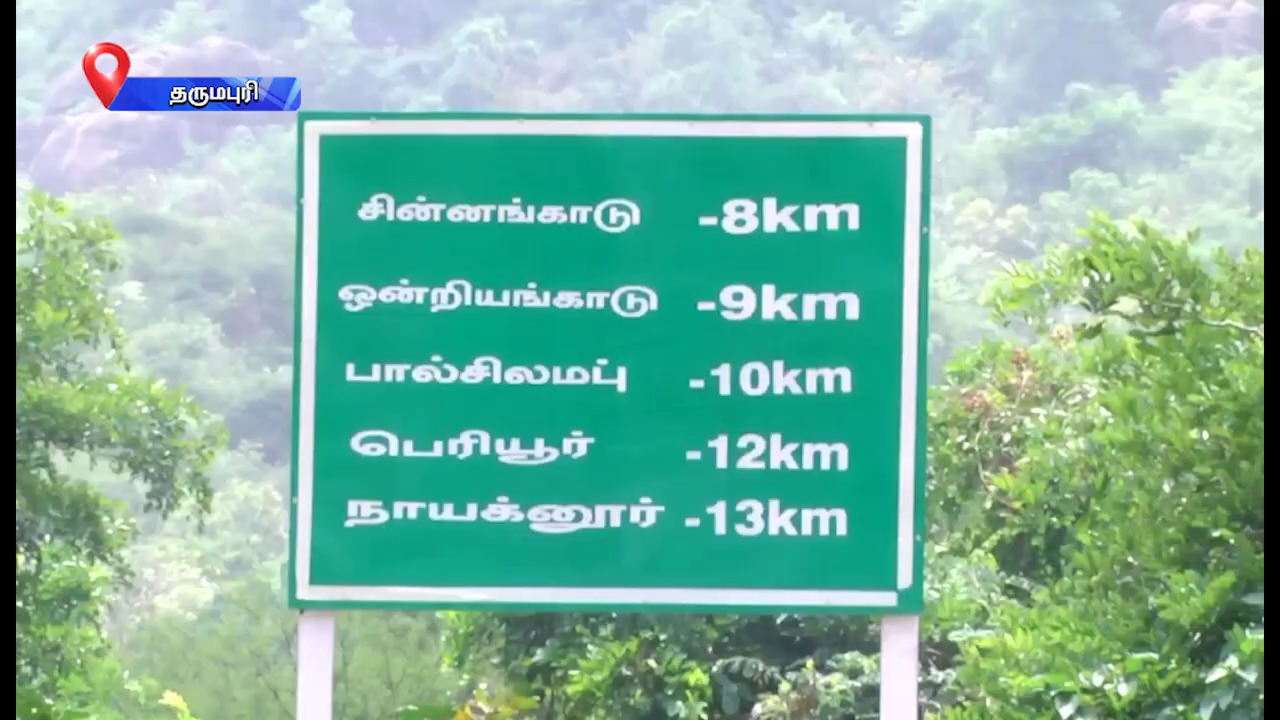 தருமபுரி
சின்னங்காடு -8km
ஒன்றியங்காடு -9km
பால்சிலமப்பு -10km
பெரியூர் -12km
நாயக்னூர் -13km